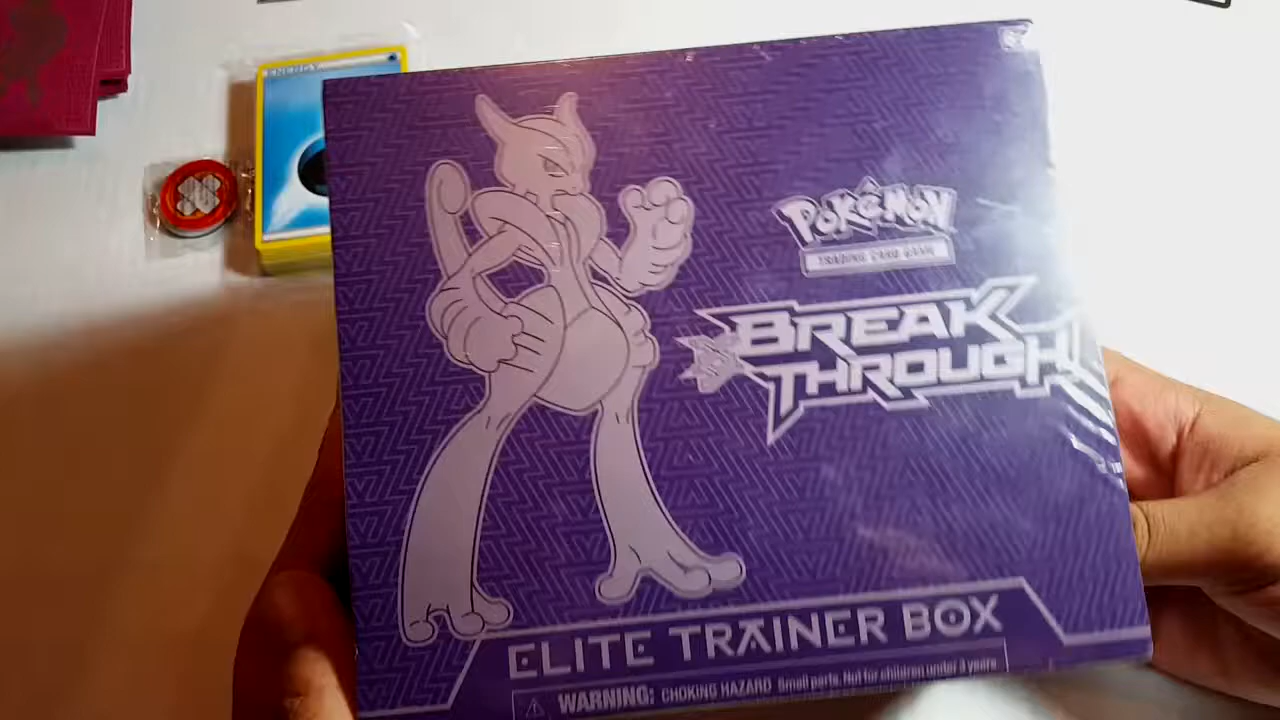 ENERGY
POKéMON
TRADING CARD GAME
BREAK
THROUGH
ELITE TRAINER BOX
WARNING: CHOKING HAZARD Small parts. Not for children under 3 years